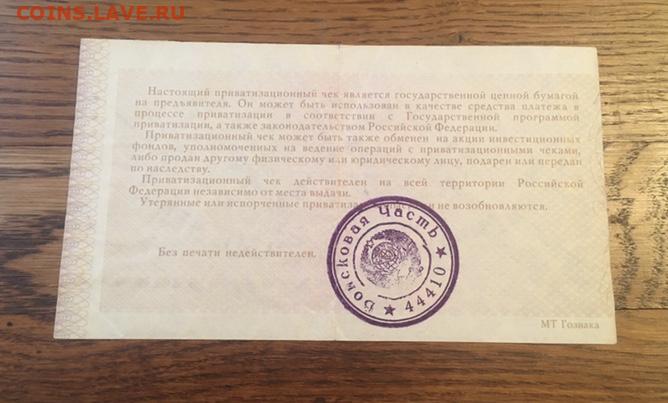 COINS.LAVE.RU
Настоящий приватизационный чек является государственной ценной бумагой
на предъявителя. Он может быть использован в качестве средства платежа в
процессе приватизации в соответствии с Государственной программой
приватизации, а также законодательством Российской Федерации.
Приватизационный чек может быть также обменен на акции инвестиционных
фондов, уполномоченных на ведение операций с приватизационными чеками,
либо продан другому физическому или юридическому лицу, подарен или передан
по наследству.
Приватизационный чек действителен на всей территории Российской
Федерации независимо от места выдачи.
Утерянные или испорченные не возобновляются.
Без печати недействителен.
Войсковая Часть ★ 44410 ★
МТ Гознака